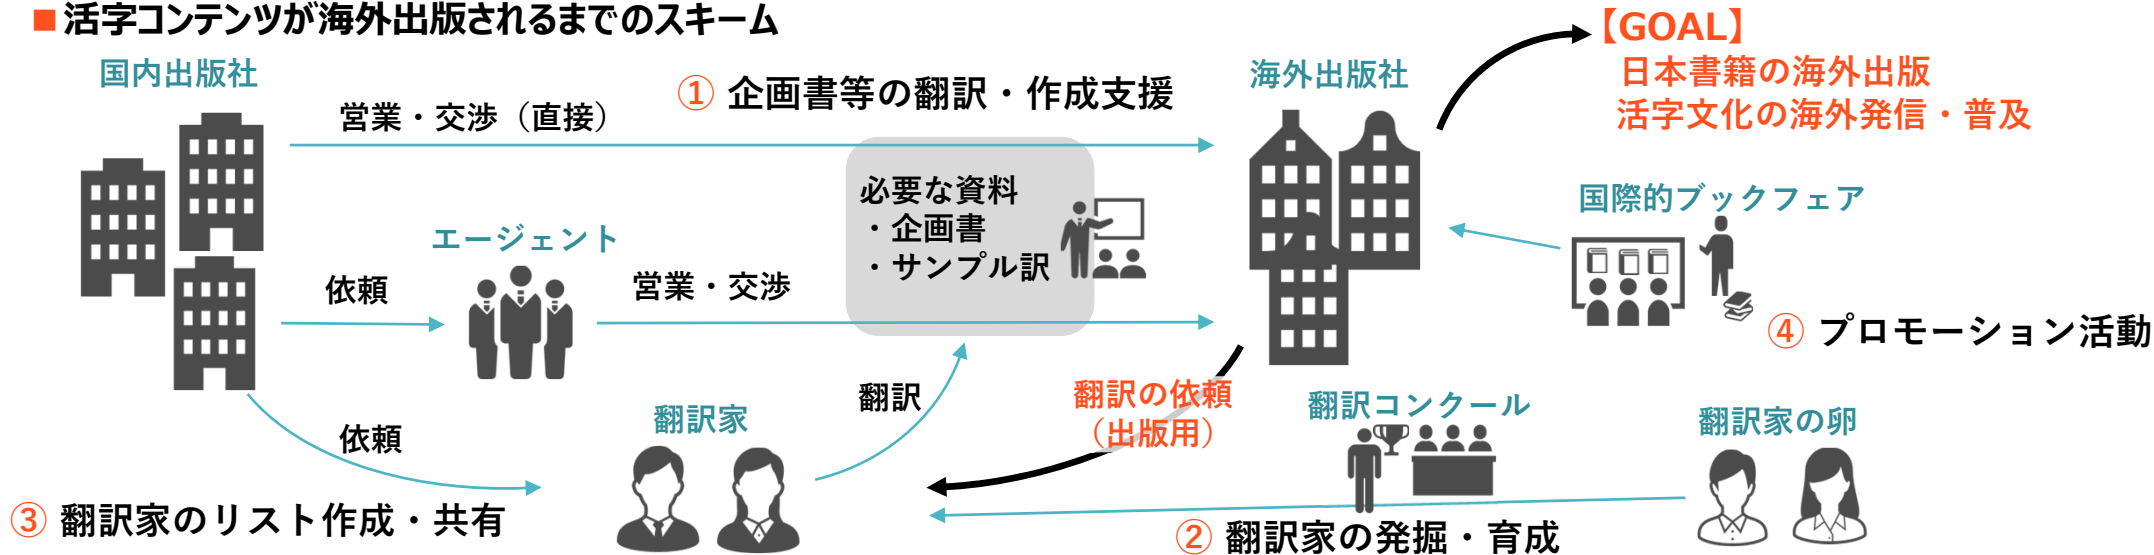 ■ 活字コンテンツが海外出版されるまでのスキーム
【GOAL】
日本書籍の海外出版
活字文化の海外発信・普及
国内出版社
① 企画書等の翻訳・作成支援
海外出版社
営業・交渉（直接）
必要な資料
・企画書
・サンプル訳
国際的ブックフェア
エージェント
依頼
営業・交渉
④ プロモーション活動
翻訳
翻訳の依頼
（出版用）
翻訳コンクール
翻訳家の卵
翻訳家
依頼
③ 翻訳家のリスト作成・共有
② 翻訳家の発掘・育成